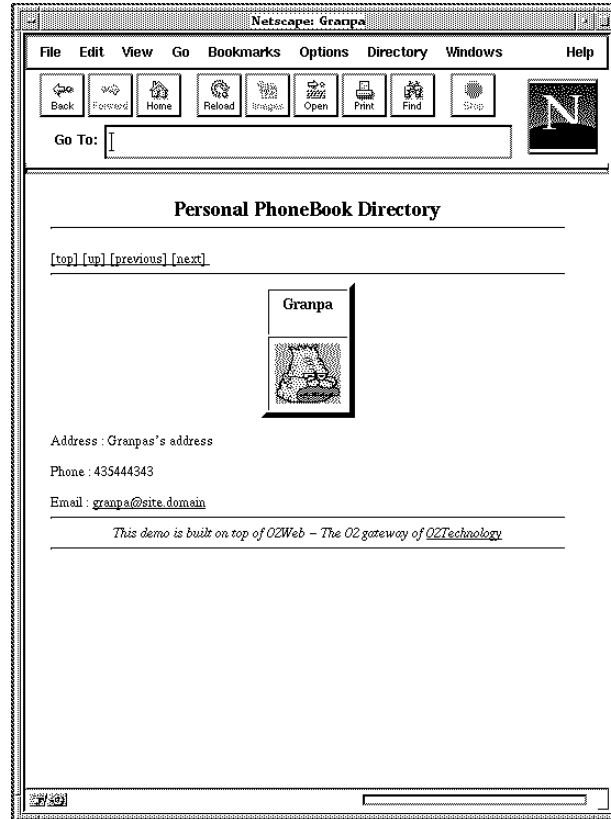 Netscape: Granpa
File Edit View Go Bookmarks Options Directory Windows Help
Back Forward Home Reload Images Open Print Find Stop
N
Go To:
Personal PhoneBook Directory
[top] [up] [previous] [next]
Granpa
Address : Granpas's address
Phone : 435444343
Email : granpa@site.domain
This demo is built on top of O2Web – The O2 gateway of O2Technology